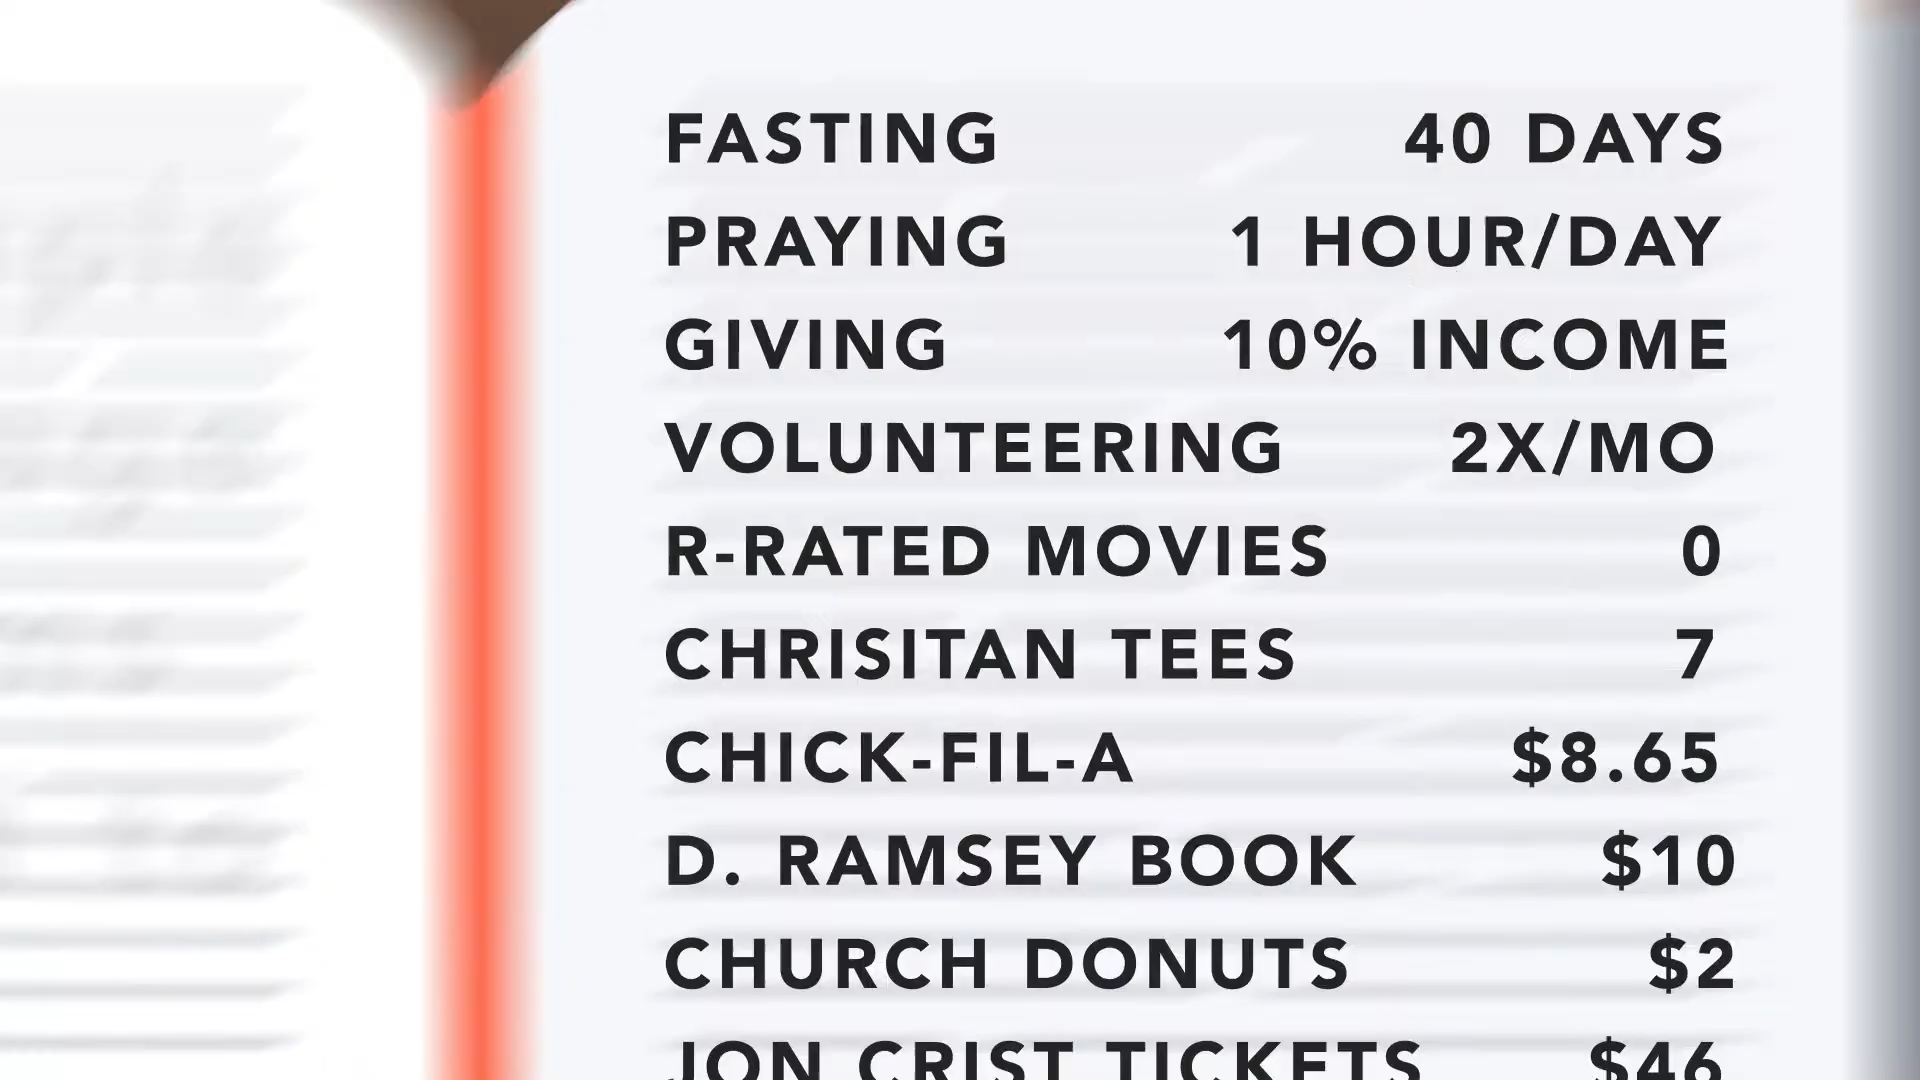 FASTING 40 DAYS
PRAYING 1 HOUR/DAY
GIVING 10% INCOME
VOLUNTEERING 2X/MO
R-RATED MOVIES 0
CHRISITAN TEES 7
CHICK-FIL-A $8.65
D. RAMSEY BOOK $10
CHURCH DONUTS $2
JON CRIST TICKETS $46